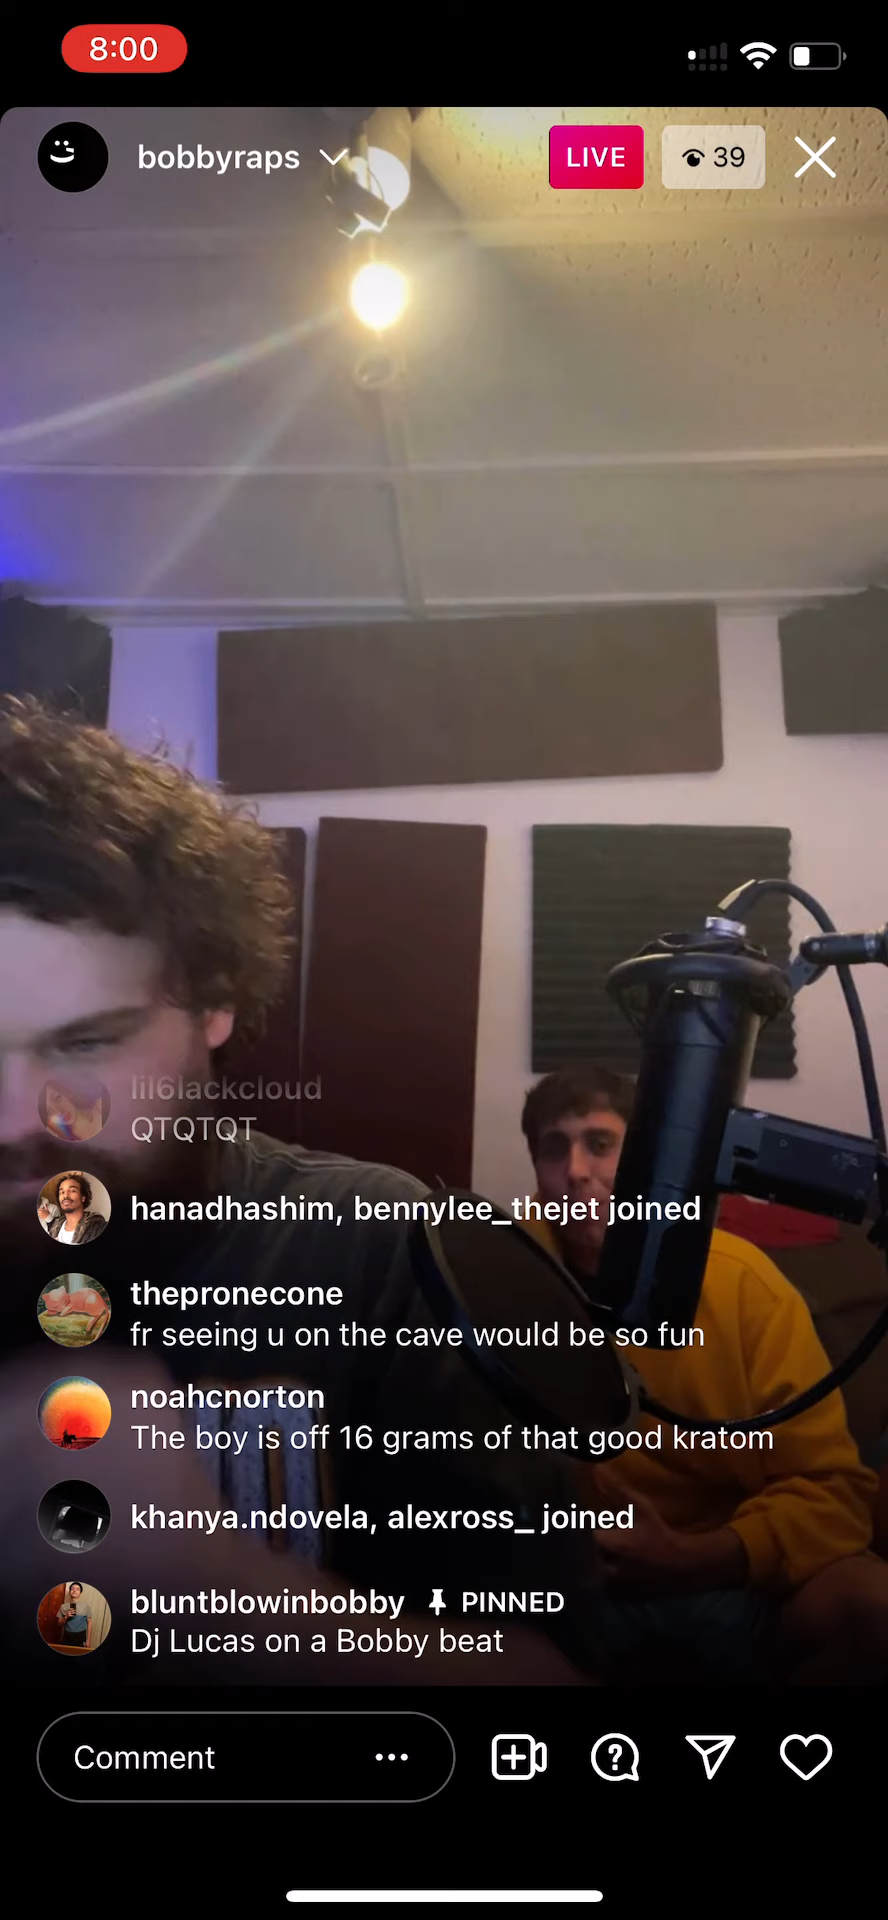 8:00
bobbyraps
LIVE
39
lil6lackcloud
QTQTQT
hanadhashim, bennylee_thejet joined
thepronecone
fr seeing u on the cave would be so fun
noahcnorton
The boy is off 16 grams of that good kratom
khanya.ndovela, alexross_ joined
bluntblowinbobby PINNED
Dj Lucas on a Bobby beat
Comment